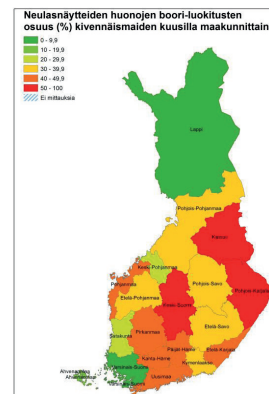 Neulasnäytteiden huonojen boori-luokitusten
osuus (%) kivennäismaiden kuusilla maakunnittain
0 - 9,9
10 - 19,9
20 - 29,9
30 - 39,9
40 - 49,9
50 - 100
Ei mittauksia
Lappi
Pohjois-Pohjanmaa
Kainuu
Keski-Pohjanmaa
Pohjanmaa
Pohjois-Savo
Pohjois-Karjala
Etelä-Pohjanmaa
Keski-Suomi
Etelä-Savo
Satakunta
Pirkanmaa
Päijät-Häme
Etelä-Karjala
Kanta-Häme
Kymenlaakso
Varsinais-Suomi
Uusimaa